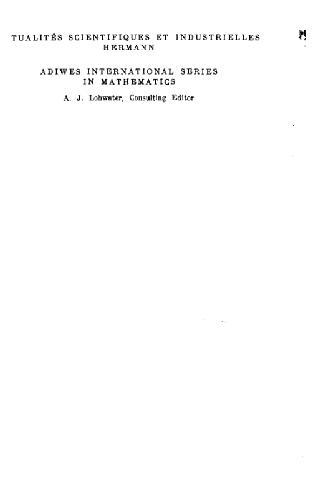 TUALITÉS SCIENTIFIQUES ET INDUSTRIELLES
HERMANN
ADIWES INTERNATIONAL SERIES
IN MATHEMATICS
A. J. Lohwater, Consulting Editor